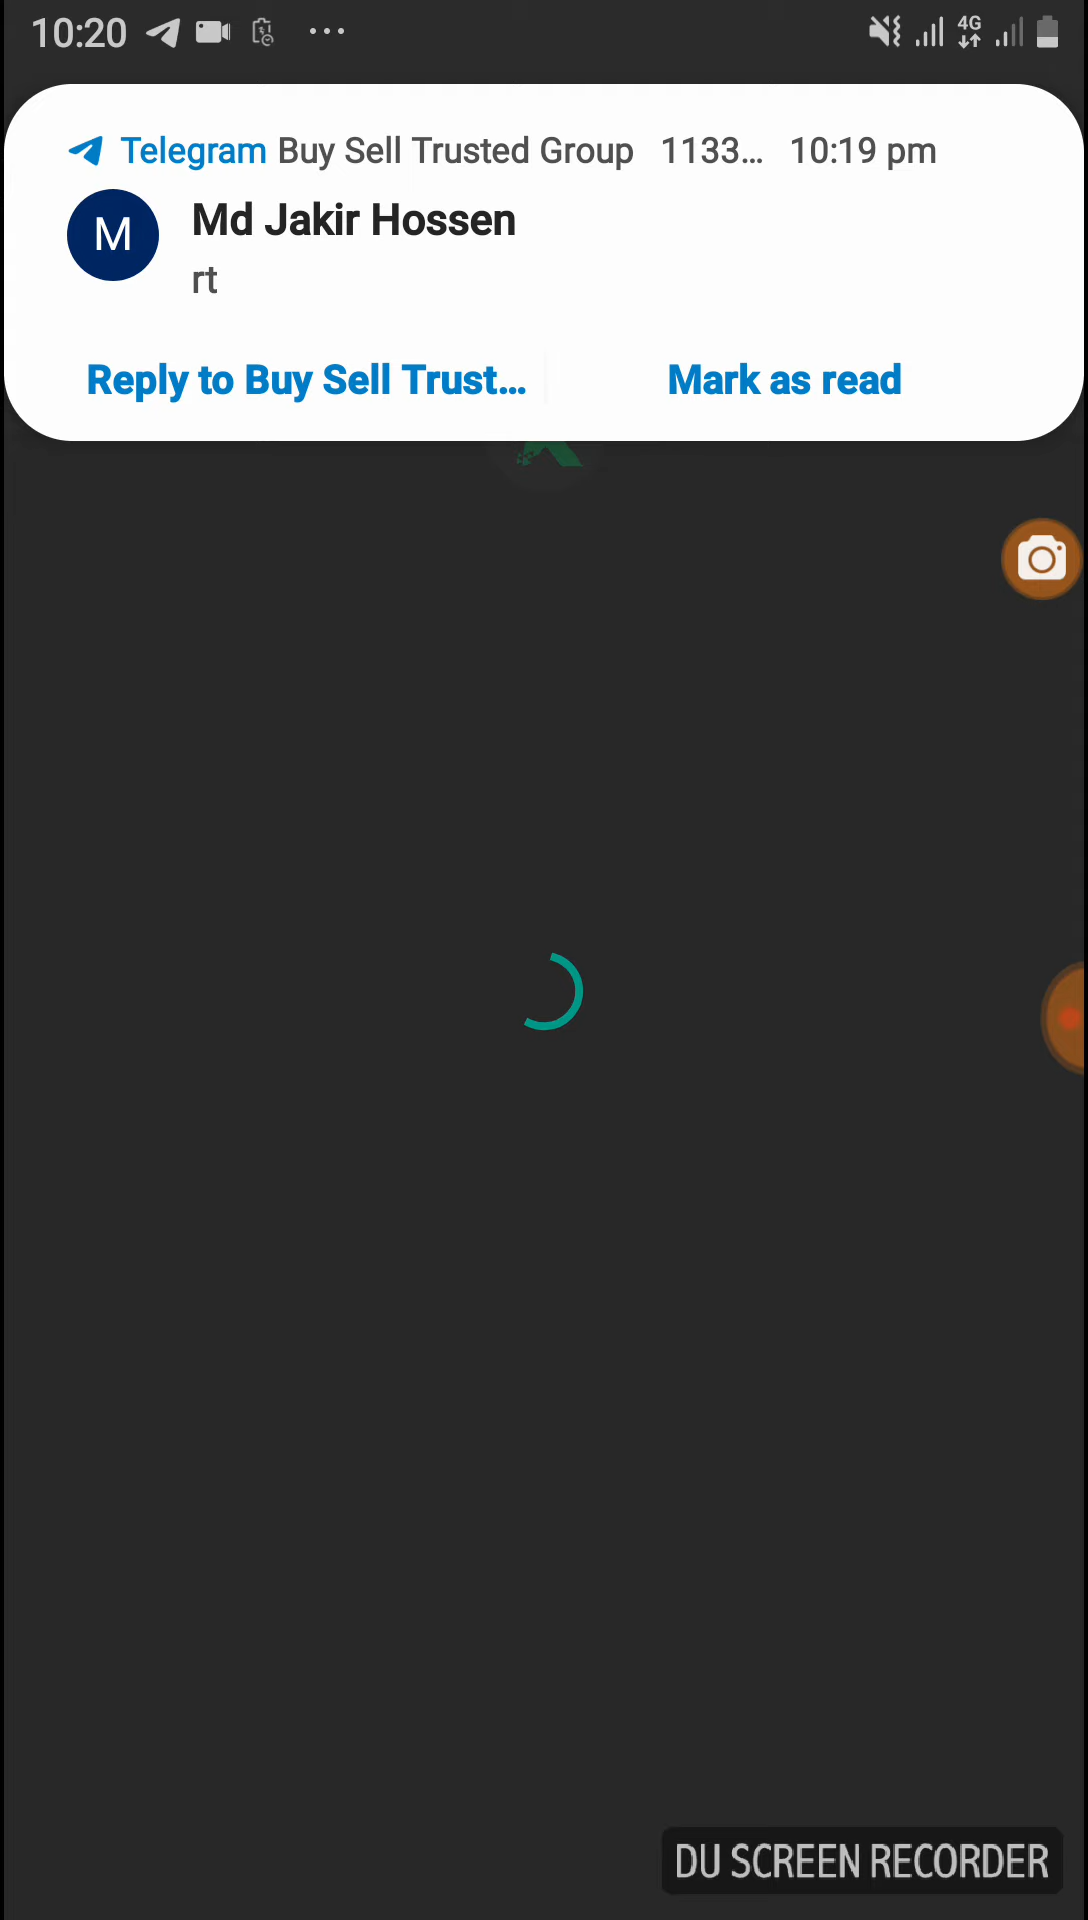 10:20
4G
Telegram Buy Sell Trusted Group 1133... 10:19 pm
M
Md Jakir Hossen
rt
Reply to Buy Sell Trust... Mark as read
DU SCREEN RECORDER